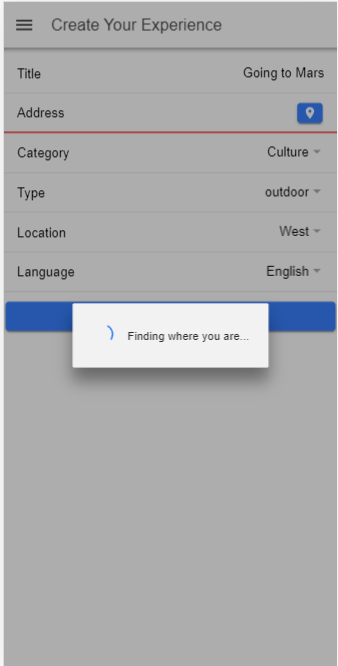 Create Your Experience
Title Going to Mars
Address
Category Culture
Type outdoor
Location West
Language English
Finding where you are...